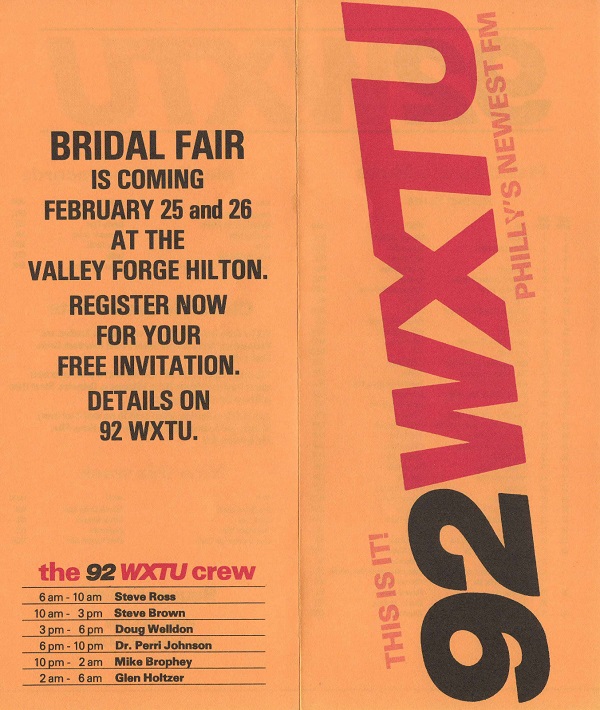 BRIDAL FAIR
IS COMING
FEBRUARY 25 and 26
AT THE
VALLEY FORGE HILTON.
REGISTER NOW
FOR YOUR
FREE INVITATION.
DETAILS ON
92 WXTU.
the 92 WXTU crew
6 am - 10 am Steve Ross
10 am - 3 pm Steve Brown
3 pm - 6 pm Doug Welldon
6 pm - 10 pm Dr. Perri Johnson
10 pm - 2 am Mike Brophey
2 am - 6 am Glen Holtzer
THIS IS IT!
92 WXTU
PHILLY'S NEWEST FM